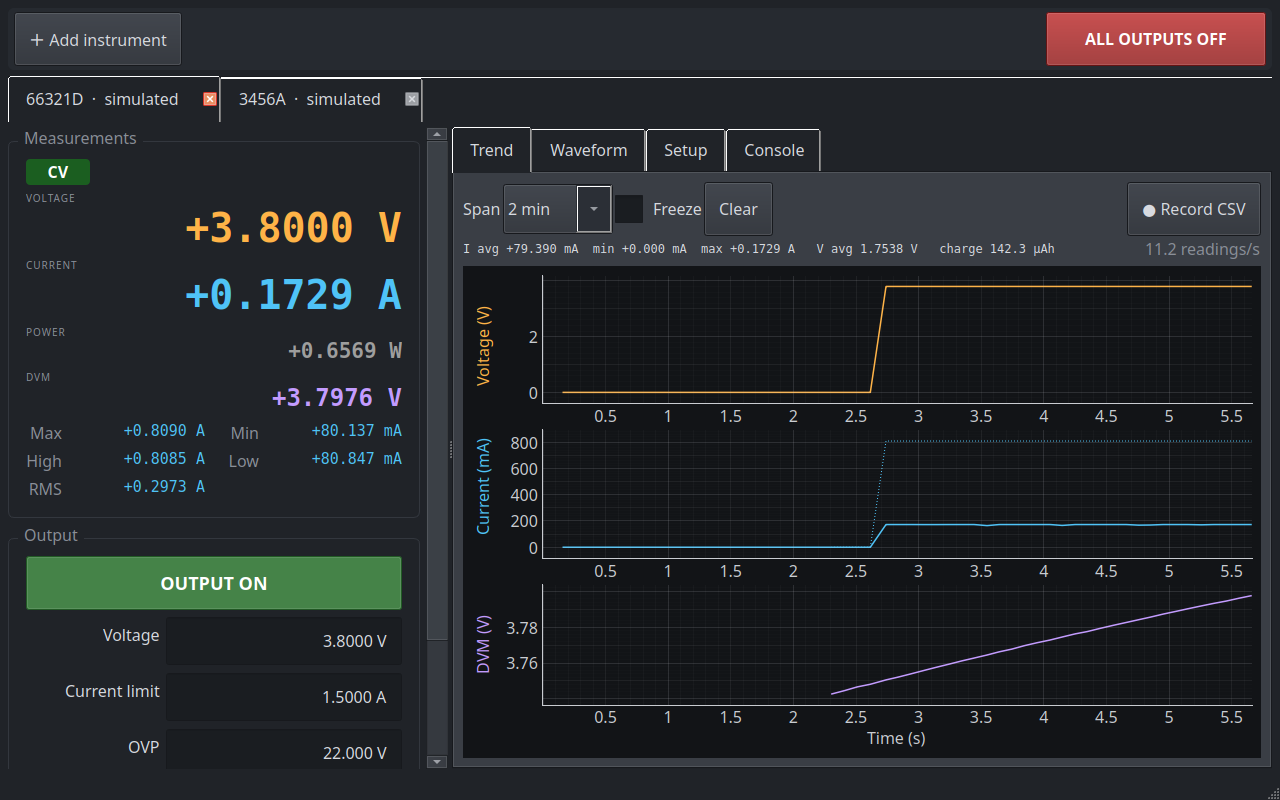 + Add instrument
ALL OUTPUTS OFF
66321D · simulated
3456A · simulated
Measurements
CV
VOLTAGE
+3.8000 V
CURRENT
+0.1729 A
POWER
+0.6569 W
DVM
+3.7976 V
Max +0.8090 A Min +80.137 mA
High +0.8085 A Low +80.847 mA
RMS +0.2973 A
Output
OUTPUT ON
Voltage 3.8000 V
Current limit 1.5000 A
OVP 22.000 V
Trend Waveform Setup Console
Span 2 min Freeze Clear ● Record CSV
I avg +79.390 mA min +0.000 mA max +0.1729 A V avg 1.7538 V charge 142.3 µAh
11.2 readings/s
Voltage (V)
2
0
0.5 1 1.5 2 2.5 3 3.5 4 4.5 5 5.5
Current (mA)
800
600
400
200
0
0.5 1 1.5 2 2.5 3 3.5 4 4.5 5 5.5
DVM (V)
3.78
3.76
0.5 1 1.5 2 2.5 3 3.5 4 4.5 5 5.5
Time (s)